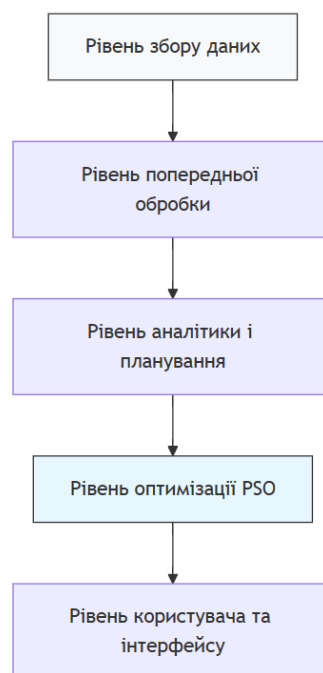 Рівень збору даних
Рівень попередньої
обробки
Рівень аналітики і
планування
Рівень оптимізації PSO
Рівень користувача та
інтерфейсу